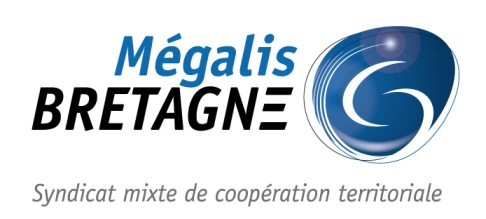 Mégalis
BRETAGNE
Syndicat mixte de coopération territoriale